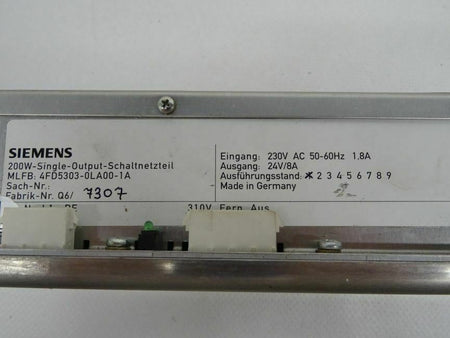 SIEMENS
200W-Single-Output-Schaltnetzteil
MLFB: 4FD5303-0LA00-1A
Sach-Nr.:
Fabrik-Nr. Q6/ 7307
Eingang: 230V AC 50-60Hz 1.8A
Ausgang: 24V/8A
Ausführungsstand: 2 3 4 5 6 7 8 9
Made in Germany
310V Fern Aus